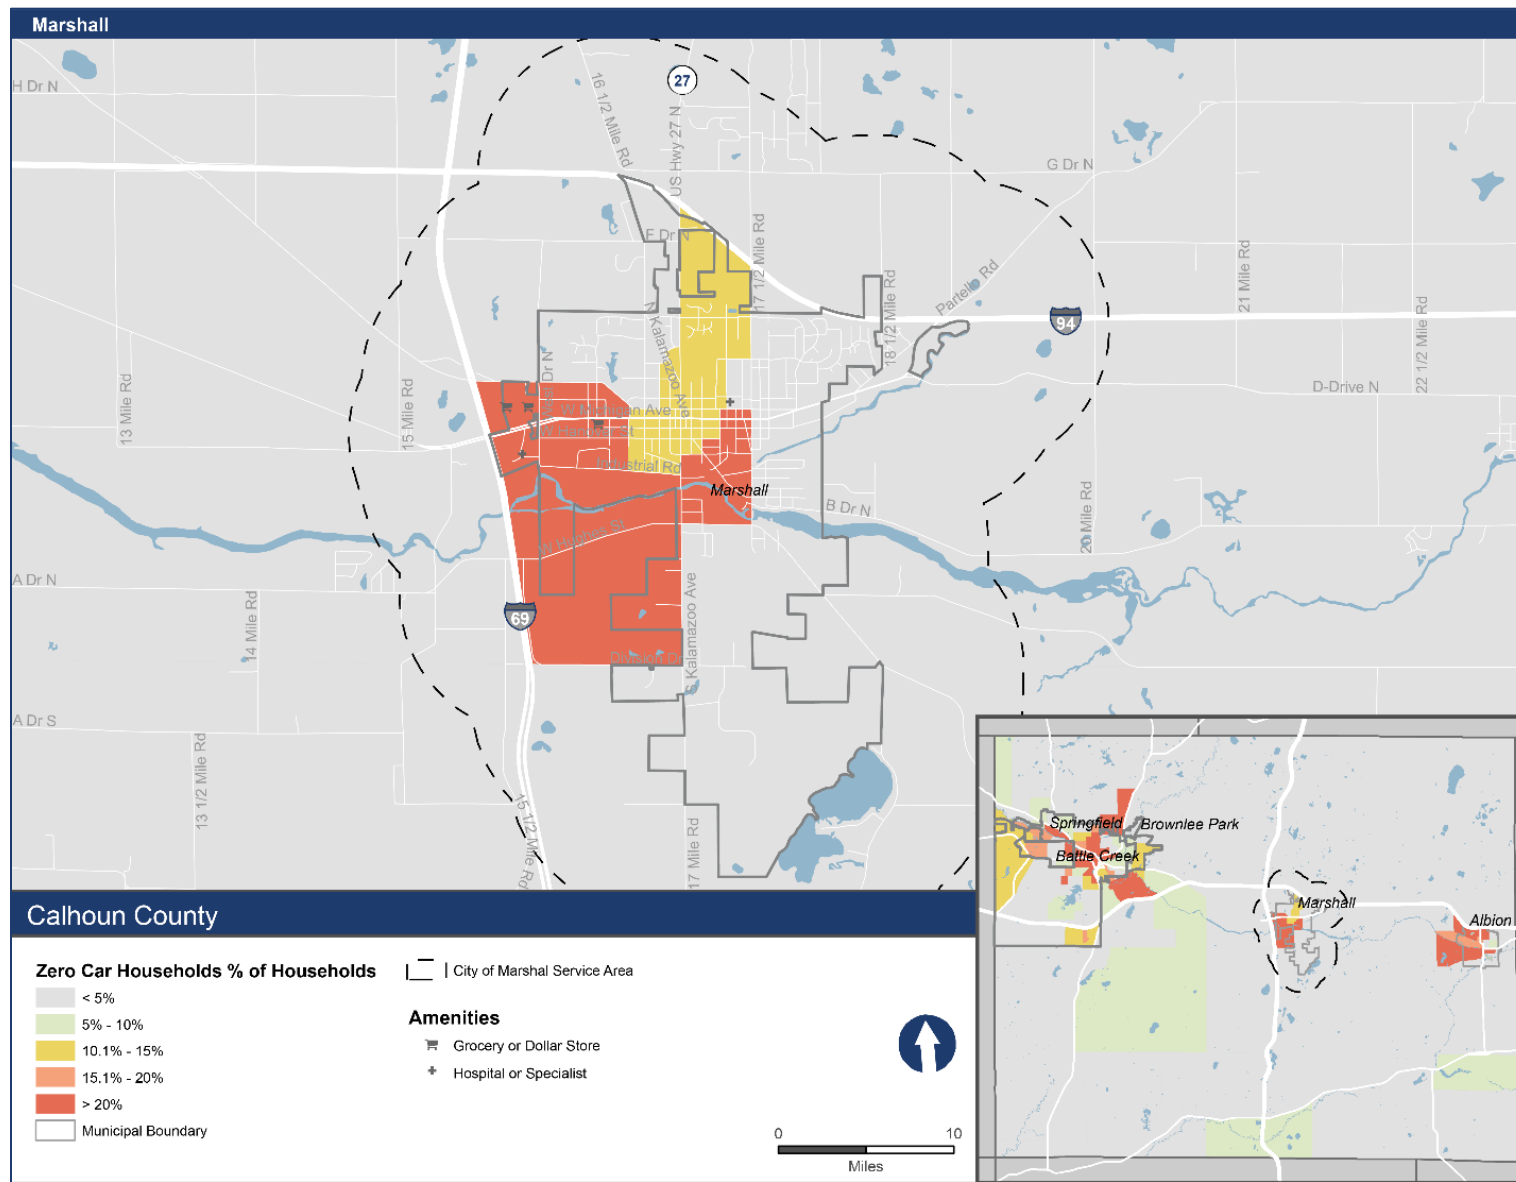 Marshall
27
H Dr N
16 1/2 Mile Rd
US Hwy 27 N
G Dr N
F Dr N
17 1/2 Mile Rd
18 1/2 Mile Rd
Partello Rd
21 Mile Rd
94
22 1/2 Mile Rd
N Kalamazoo Ave
D-Drive N
13 Mile Rd
15 Mile Rd
W Michigan Ave
W Hanover St
Industrial Rd
Marshall
B Dr N
20 Mile Rd
W Hughes St
A Dr N
14 Mile Rd
69
S Kalamazoo Ave
Division Dr
A Dr S
13 1/2 Mile Rd
15 1/2 Mile Rd
17 Mile Rd
Springfield
Brownlee Park
Battle Creek
Marshall
Albion
Calhoun County
Zero Car Households % of Households
< 5%
5% - 10%
10.1% - 15%
15.1% - 20%
> 20%
Municipal Boundary
City of Marshal Service Area
Amenities
Grocery or Dollar Store
Hospital or Specialist
0 10
Miles